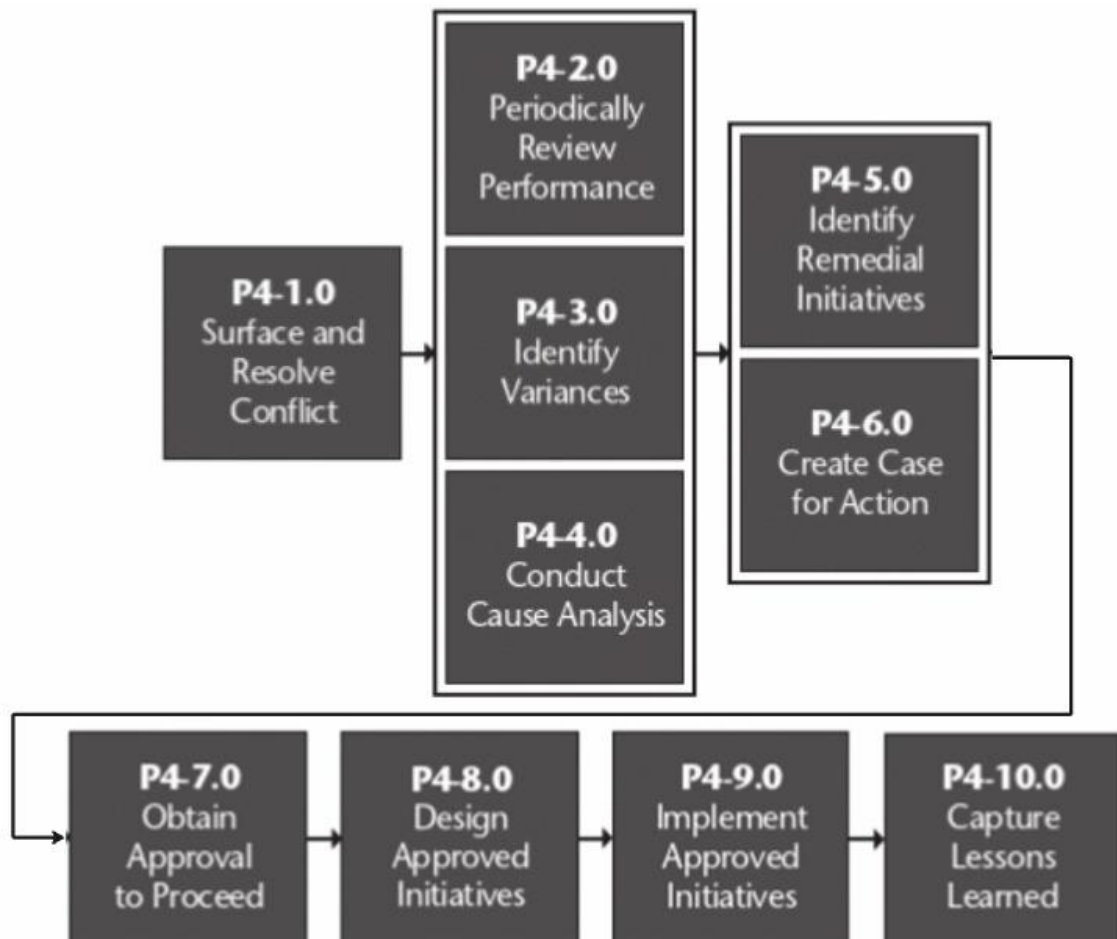 P4-1.0
Surface and
Resolve
Conflict
P4-2.0
Periodically
Review
Performance
P4-3.0
Identify
Variances
P4-4.0
Conduct
Cause Analysis
P4-5.0
Identify
Remedial
Initiatives
P4-6.0
Create Case
for Action
P4-7.0
Obtain
Approval
to Proceed
P4-8.0
Design
Approved
Initiatives
P4-9.0
Implement
Approved
Initiatives
P4-10.0
Capture
Lessons
Learned